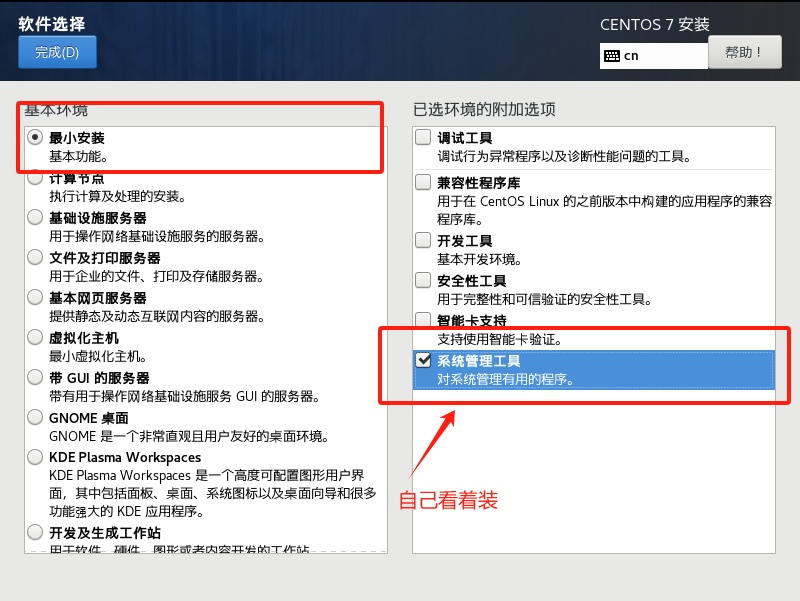 软件选择
CENTOS 7 安装
完成(D)
cn
帮助！
基本环境
最小安装
基本功能。
计算节点
执行计算及处理的安装。
基础设施服务器
用于操作网络基础设施服务的服务器。
文件及打印服务器
用于企业的文件、打印及存储服务器。
基本网页服务器
提供静态及动态互联网内容的服务器。
虚拟化主机
最小虚拟化主机。
带 GUI 的服务器
带有用于操作网络基础设施服务 GUI 的服务器。
GNOME 桌面
GNOME 是一个非常直观且用户友好的桌面环境。
KDE Plasma Workspaces
KDE Plasma Workspaces 是一个高度可配置图形用户界
面，其中包括面板、桌面、系统图标以及桌面向导和很多
功能强大的 KDE 应用程序。
开发及生成工作站
用于软件、硬件、图形或者内容开发的工作站。
已选环境的附加选项
调试工具
调试行为异常程序以及诊断性能问题的工具。
兼容性程序库
用于在 CentOS Linux 的之前版本中构建的应用程序的兼容
程序库。
开发工具
基本开发环境。
安全性工具
用于完整性和可信验证的安全性工具。
智能卡支持
支持使用智能卡验证。
系统管理工具
对系统管理有用的程序。
自己看着装